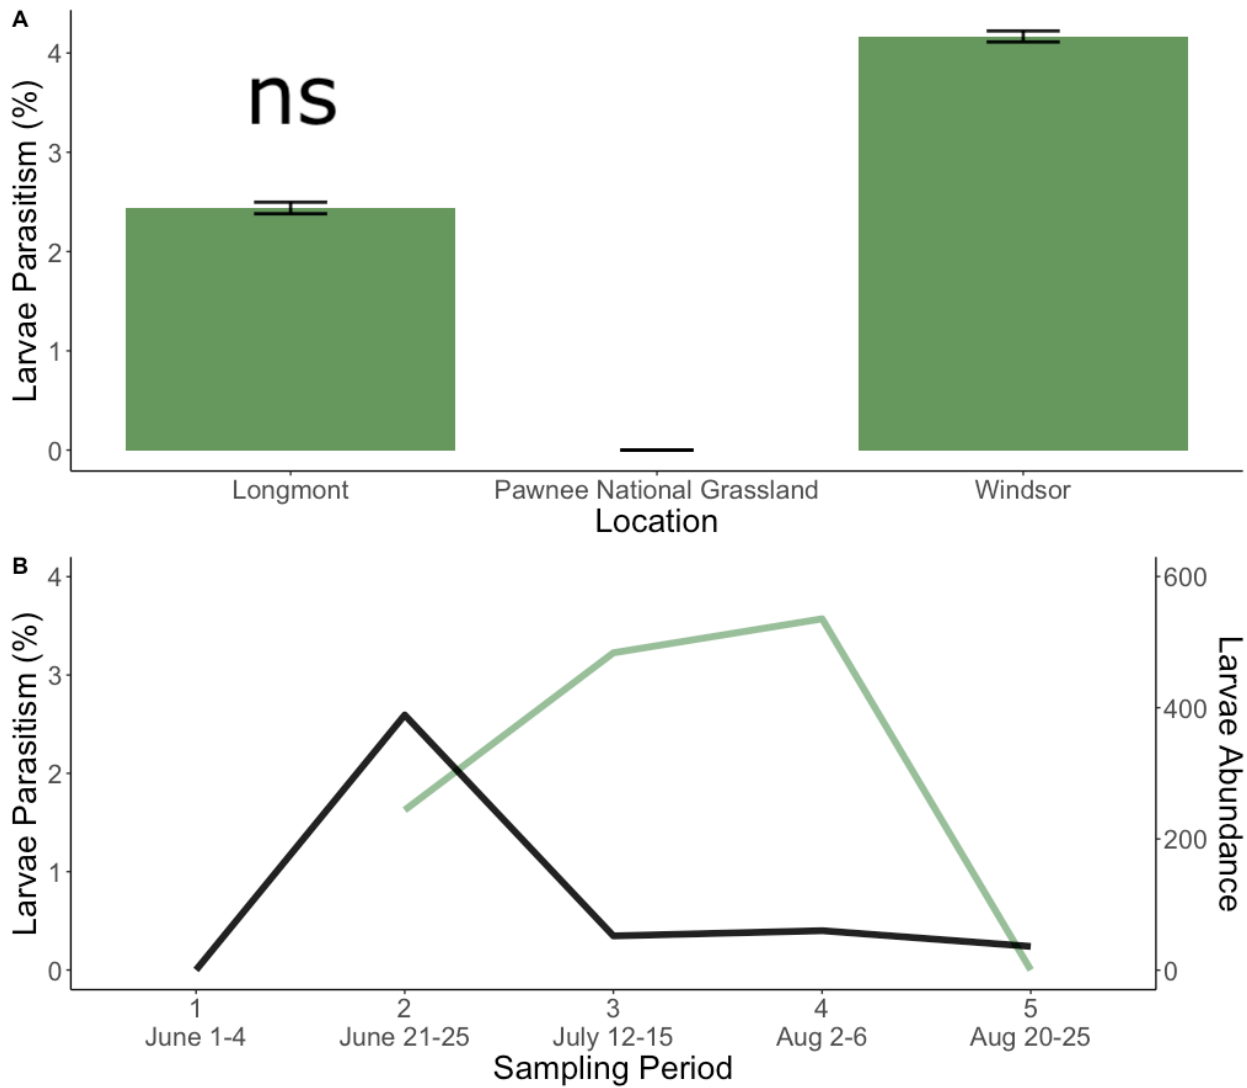 A
Larvae Parasitism (%)
4
3
2
1
0
ns
Longmont Pawnee National Grassland Windsor
Location
B
Larvae Parasitism (%)
4
3
2
1
0
600
400
200
0
Larvae Abundance
1 2 3 4 5
June 1-4 June 21-25 July 12-15 Aug 2-6 Aug 20-25
Sampling Period